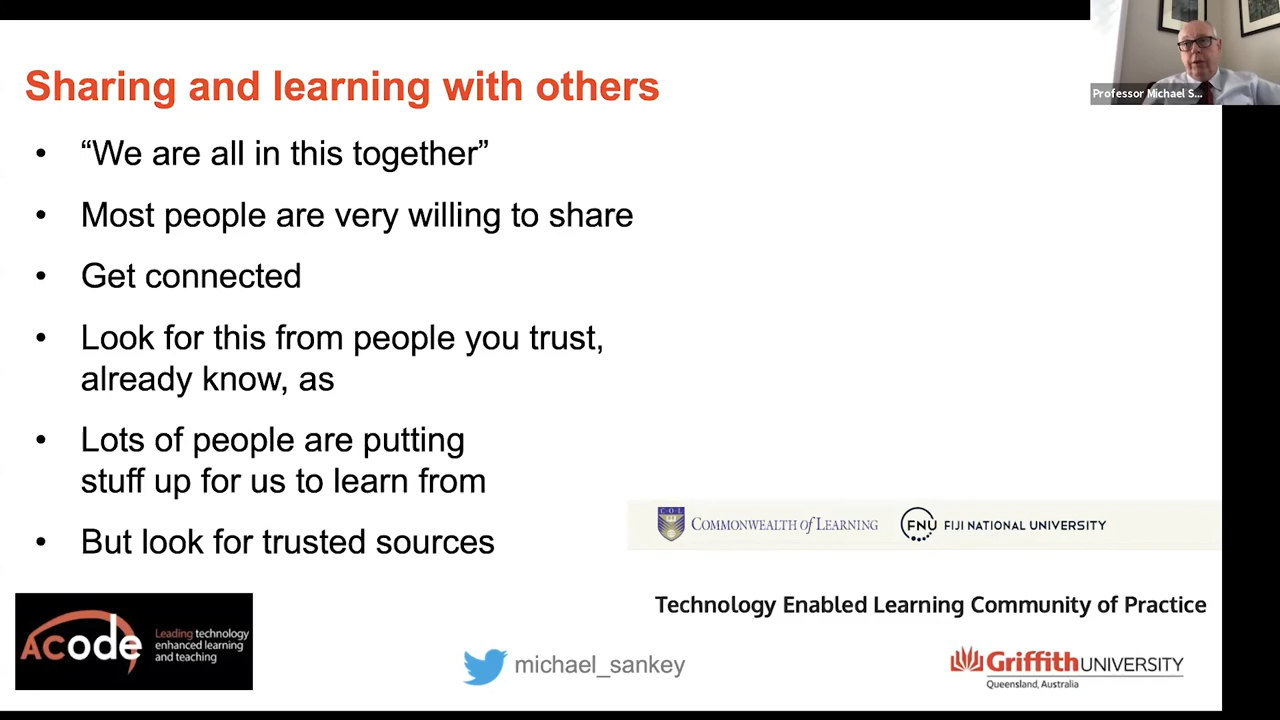 Sharing and learning with others
• “We are all in this together”
• Most people are very willing to share
• Get connected
• Look for this from people you trust,
already know, as
• Lots of people are putting
stuff up for us to learn from
• But look for trusted sources
Professor Michael S...
C·O·L
COMMONWEALTH of LEARNING
FNU FIJI NATIONAL UNIVERSITY
Technology Enabled Learning Community of Practice
ACode
Leading technology
enhanced learning
and teaching
michael_sankey
Griffith UNIVERSITY
Queensland, Australia